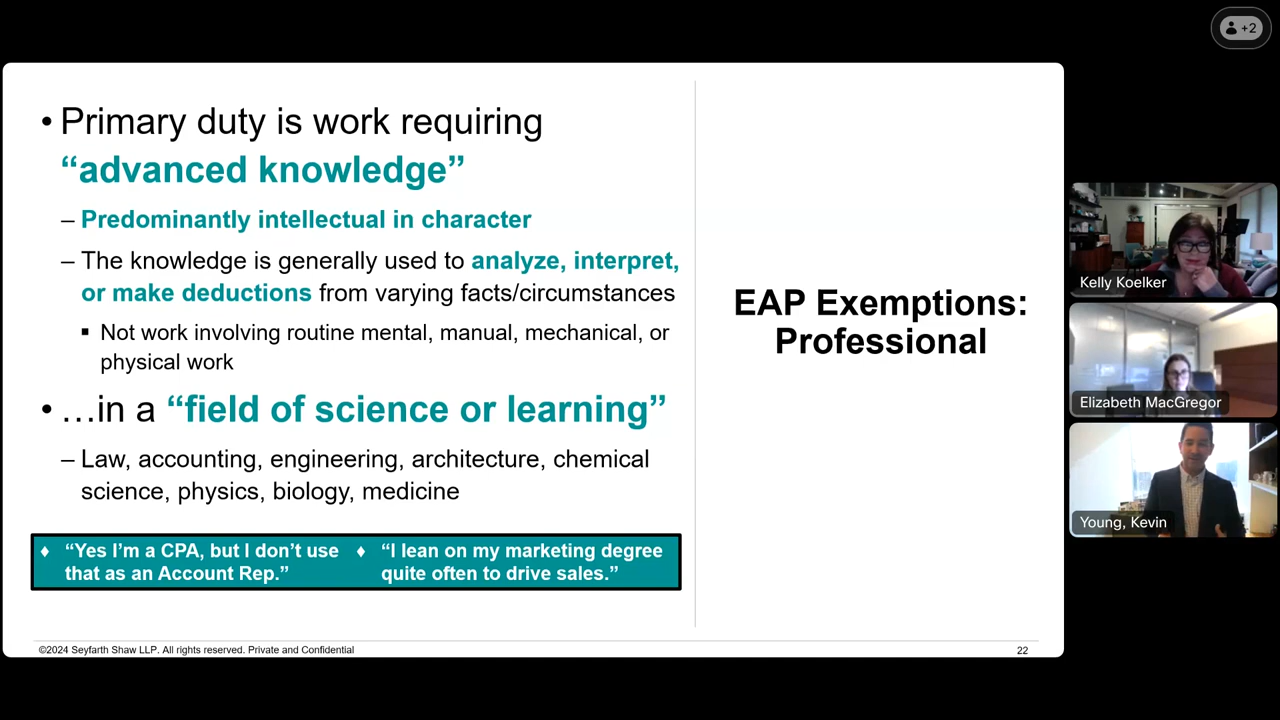 +2
• Primary duty is work requiring
“advanced knowledge”
– Predominantly intellectual in character
– The knowledge is generally used to analyze, interpret,
or make deductions from varying facts/circumstances
▪ Not work involving routine mental, manual, mechanical, or
physical work
• …in a “field of science or learning”
– Law, accounting, engineering, architecture, chemical
science, physics, biology, medicine
♦ “Yes I’m a CPA, but I don’t use
that as an Account Rep.”
♦ “I lean on my marketing degree
quite often to drive sales.”
EAP Exemptions:
Professional
©2024 Seyfarth Shaw LLP. All rights reserved. Private and Confidential
22
Kelly Koelker
Elizabeth MacGregor
Young, Kevin